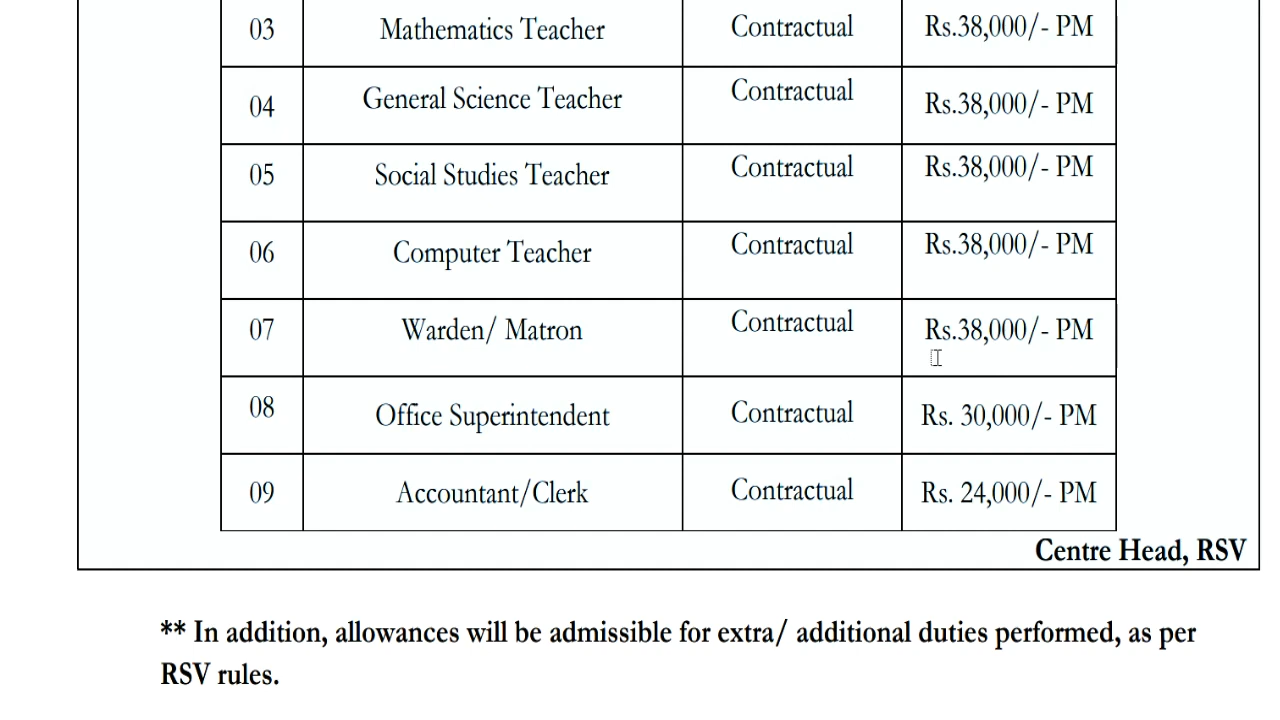 03 Mathematics Teacher Contractual Rs.38,000/- PM
04 General Science Teacher Contractual Rs.38,000/- PM
05 Social Studies Teacher Contractual Rs.38,000/- PM
06 Computer Teacher Contractual Rs.38,000/- PM
07 Warden/ Matron Contractual Rs.38,000/- PM
08 Office Superintendent Contractual Rs. 30,000/- PM
09 Accountant/Clerk Contractual Rs. 24,000/- PM
Centre Head, RSV
** In addition, allowances will be admissible for extra/ additional duties performed, as per
RSV rules.